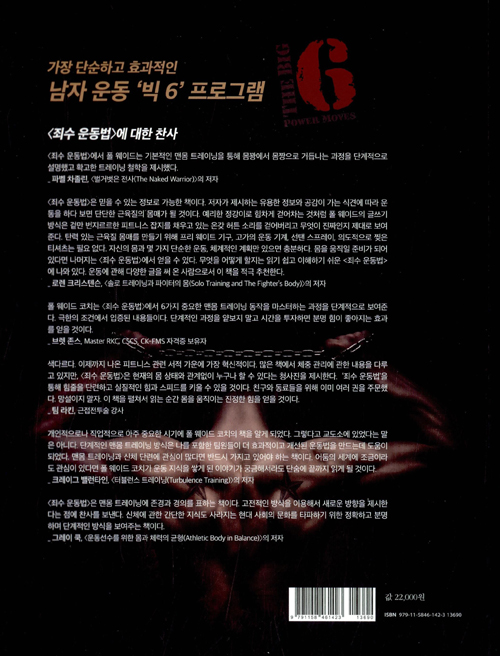 가장 단순하고 효과적인
남자 운동 ‘빅 6’ 프로그램
THE BIG
6
POWER MOVES
〈죄수 운동법〉에 대한 찬사
〈죄수 운동법〉에서 폴 웨이드는 기본적인 맨몸 트레이닝을 통해 몸꽝에서 몸짱으로 거듭나는 과정을 단계적으로
설명했고 확고한 트레이닝 철학을 제시했다.
_ 파벨 차졸린, 〈벌거벗은 전사(The Naked Warrior)〉의 저자
〈죄수 운동법〉은 믿을 수 있는 정보로 가능한 책이다. 저자가 제시하는 유용한 정보와 공감이 가는 식견에 따라 운
동을 하다 보면 단단한 근육질의 몸매가 될 것이다. 예리한 정강이로 힘차게 걷어차는 것처럼 폴 웨이드의 글쓰기
방식은 겉만 번지르르한 피트니스 잡지를 채우고 있는 온갖 허튼 소리를 걷어버리고 무엇이 진짜인지 제대로 보여
준다. 탄력 있는 근육질 몸매를 만들기 위해 프리 웨이트 기구, 고가의 운동 기계, 선탠 스프레이, 의도적으로 찢은
티셔츠는 필요 없다. 자신의 몸과 몇 가지 단순한 운동, 체계적인 계획만 있으면 충분하다. 몸을 움직일 준비가 되어
있다면 나머지는 〈죄수 운동법〉에서 얻을 수 있다. 무엇을 어떻게 할지는 읽기 쉽고 이해하기 쉬운 〈죄수 운동법〉
에 나와 있다. 운동에 관해 다양한 글을 써 온 사람으로서 이 책을 적극 추천한다.
_ 로렌 크리스텐슨, 〈솔로 트레이닝과 파이터의 몸(Solo Training and The Fighter's Body)〉의 저자
폴 웨이드 코치는 〈죄수 운동법〉에서 6가지 중요한 맨몸 트레이닝 동작을 마스터하는 과정을 단계적으로 보여준
다. 극한의 조건에서 입증된 내용들이다. 단계적인 과정을 얕보지 말고 시간을 투자하면 분명 힘이 좋아지는 효과
를 얻을 것이다.
_ 브렛 존스, Master RKC, CSCS, CK-FMS 자격증 보유자
색다르다. 이제까지 나온 피트니스 관련 서적 가운데 가장 혁신적이다. 많은 책에서 체중 관리에 관한 내용을 다루
고 있지만, 〈죄수 운동법〉은 현재의 몸 상태와 관계없이 누구나 할 수 있다는 청사진을 제시한다. '죄수 운동법'을
통해 힘줄을 단련하고 실질적인 힘과 스피드를 키울 수 있을 것이다. 친구와 동료들을 위해 이미 여러 권을 주문했
다. 망설이지 말자. 이 책을 펼쳐서 읽는 순간 몸을 움직이는 진정한 힘을 얻을 것이다.
_ 팀 라킨, 근접전투술 강사
개인적으로나 직업적으로 아주 중요한 시기에 폴 웨이드 코치의 책을 알게 되었다. 그렇다고 교도소에 있었다는 말
은 아니다. 단계적인 맨몸 트레이닝 방식은 나를 포함한 팀원들이 더 효과적이고 개선된 운동법을 만드는데 도움이
되었다. 맨몸 트레이닝과 신체 단련에 관심이 많다면 반드시 가지고 있어야 하는 책이다. 어둠의 세계에 조금이라
도 관심이 있다면 폴 웨이드 코치가 운동 지식을 쌓게 된 이야기가 궁금해서라도 단숨에 끝까지 읽게 될 것이다.
_ 크레이그 밸런타인, 〈터뷸런스 트레이닝(Turbulence Training)〉의 저자
〈죄수 운동법〉은 맨몸 트레이닝에 존경과 경의를 표하는 책이다. 고전적인 방식을 이용해서 새로운 방향을 제시한
다는 점에 찬사를 보낸다. 신체에 관한 간단한 지식도 사라지는 현대 사회의 문화를 타파하기 위한 정확하고 분명
하며 단계적인 방식을 보여주는 책이다.
_ 그레이 쿡, 〈운동선수를 위한 몸과 체력의 균형(Athletic Body in Balance)〉의 저자
값 22,000원
9 791158 461423
13690
ISBN 979-11-5846-142-3 13690